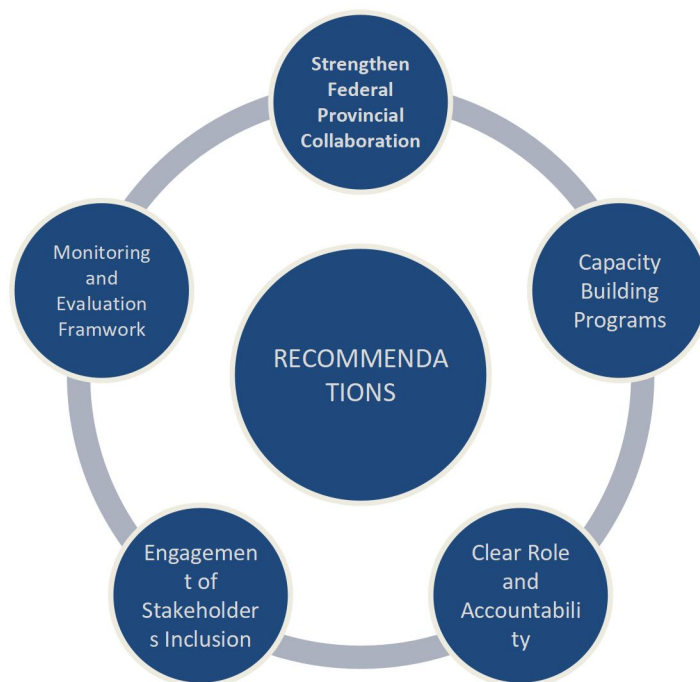 Strengthen
Federal
Provincial
Collaboration
Capacity
Building
Programs
Clear Role
and
Accountabili
ty
Engagemen
t of
Stakeholder
s Inclusion
Monitoring
and
Evaluation
Framwork
RECOMMENDA
TIONS